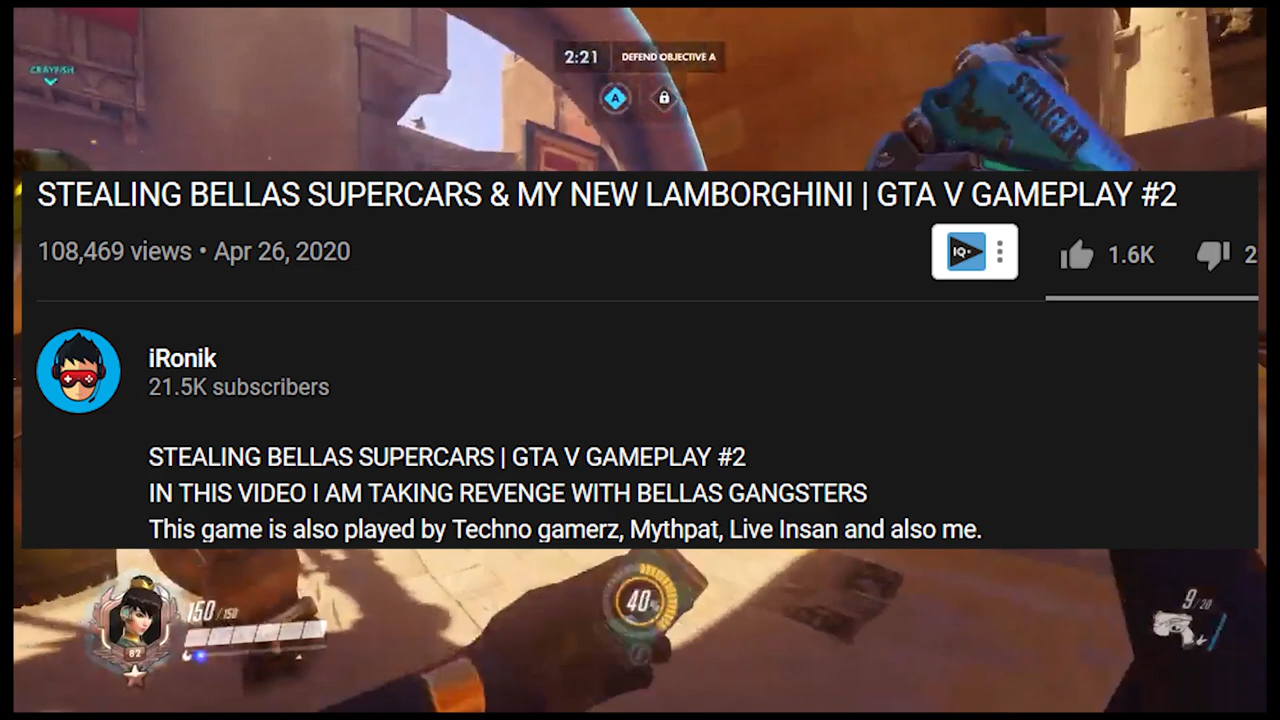 CRAYFISH
2:21 DEFEND OBJECTIVE A
A
STINGER
STEALING BELLAS SUPERCARS & MY NEW LAMBORGHINI | GTA V GAMEPLAY #2
108,469 views • Apr 26, 2020
IQ
1.6K
2
iRonik
21.5K subscribers
STEALING BELLAS SUPERCARS | GTA V GAMEPLAY #2
IN THIS VIDEO I AM TAKING REVENGE WITH BELLAS GANGSTERS
This game is also played by Techno gamerz, Mythpat, Live Insan and also me.
150/150
40%
9/20
82